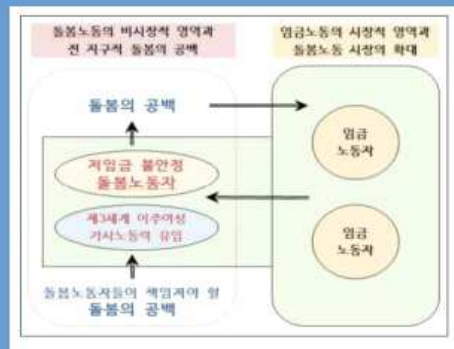 돌봄노동의 비시장적 영역과
전 지구적 돌봄의 공백
임금노동의 시장적 영역과
돌봄노동 시장의 확대
돌봄의 공백
임금
노동자
저임금 불안정
돌봄노동자
제3세계 이주여성
가사노동의 유입
임금
노동자
돌봄노동자들의 책임져야 할
돌봄의 공백